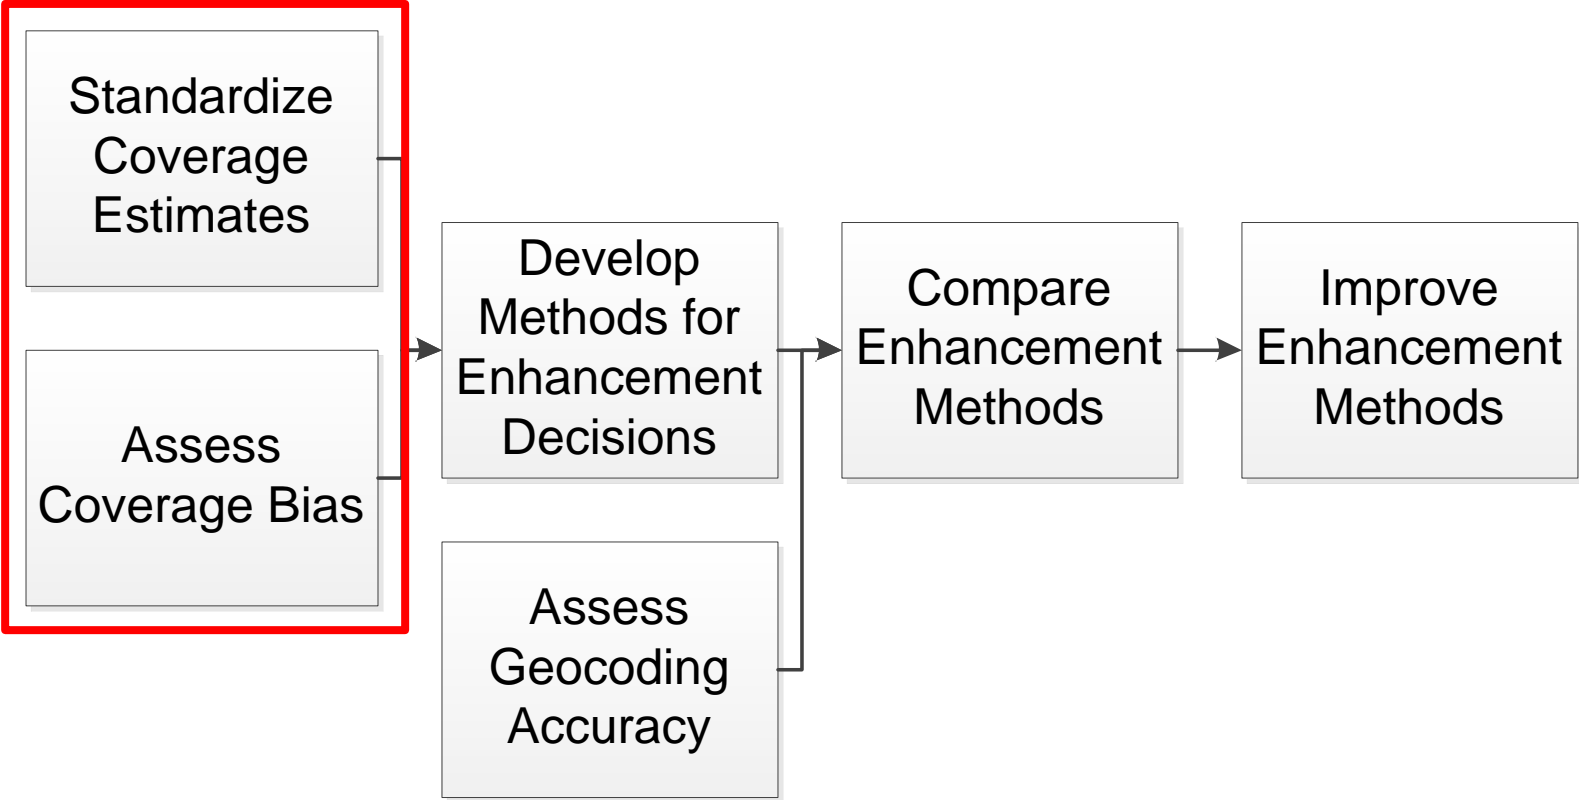 Standardize
Coverage
Estimates
Assess
Coverage Bias
Develop
Methods for
Enhancement
Decisions
Assess
Geocoding
Accuracy
Compare
Enhancement
Methods
Improve
Enhancement
Methods